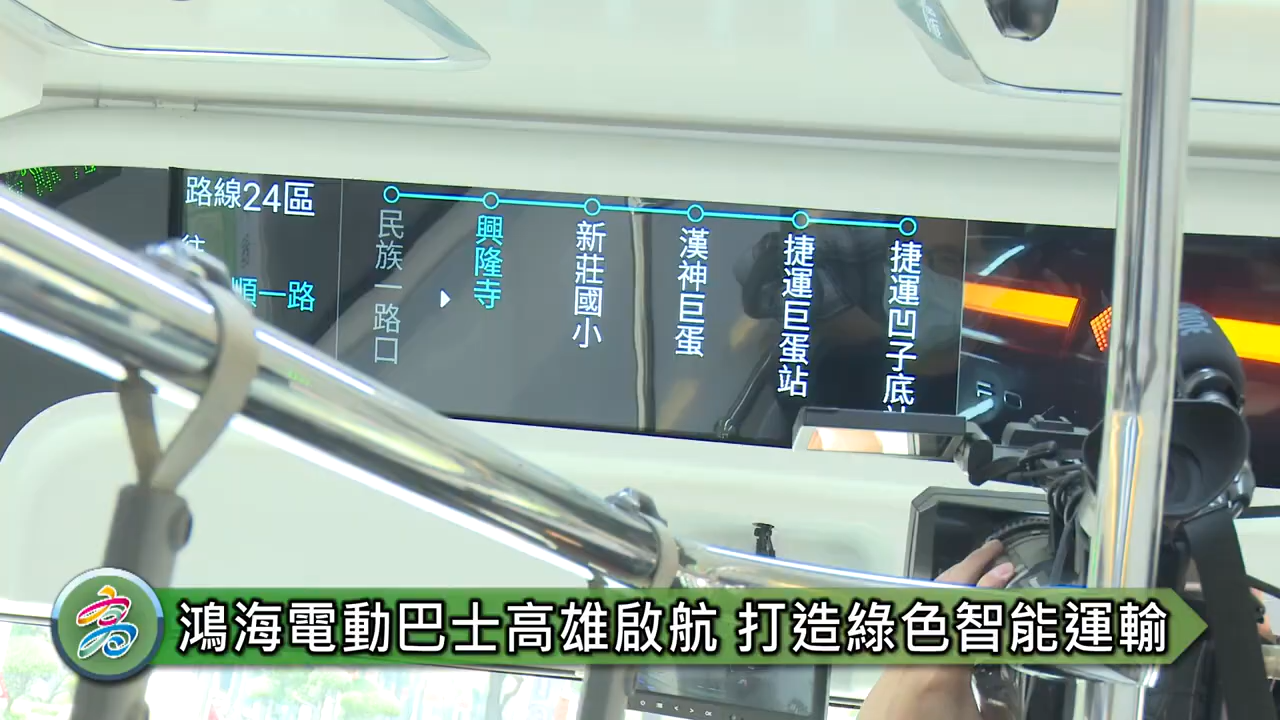 路線24區
往
順一路
民族一路口
興隆寺
新莊國小
漢神巨蛋
捷運巨蛋站
捷運凹子底
鴻海電動巴士高雄啟航 打造綠色智能運輸